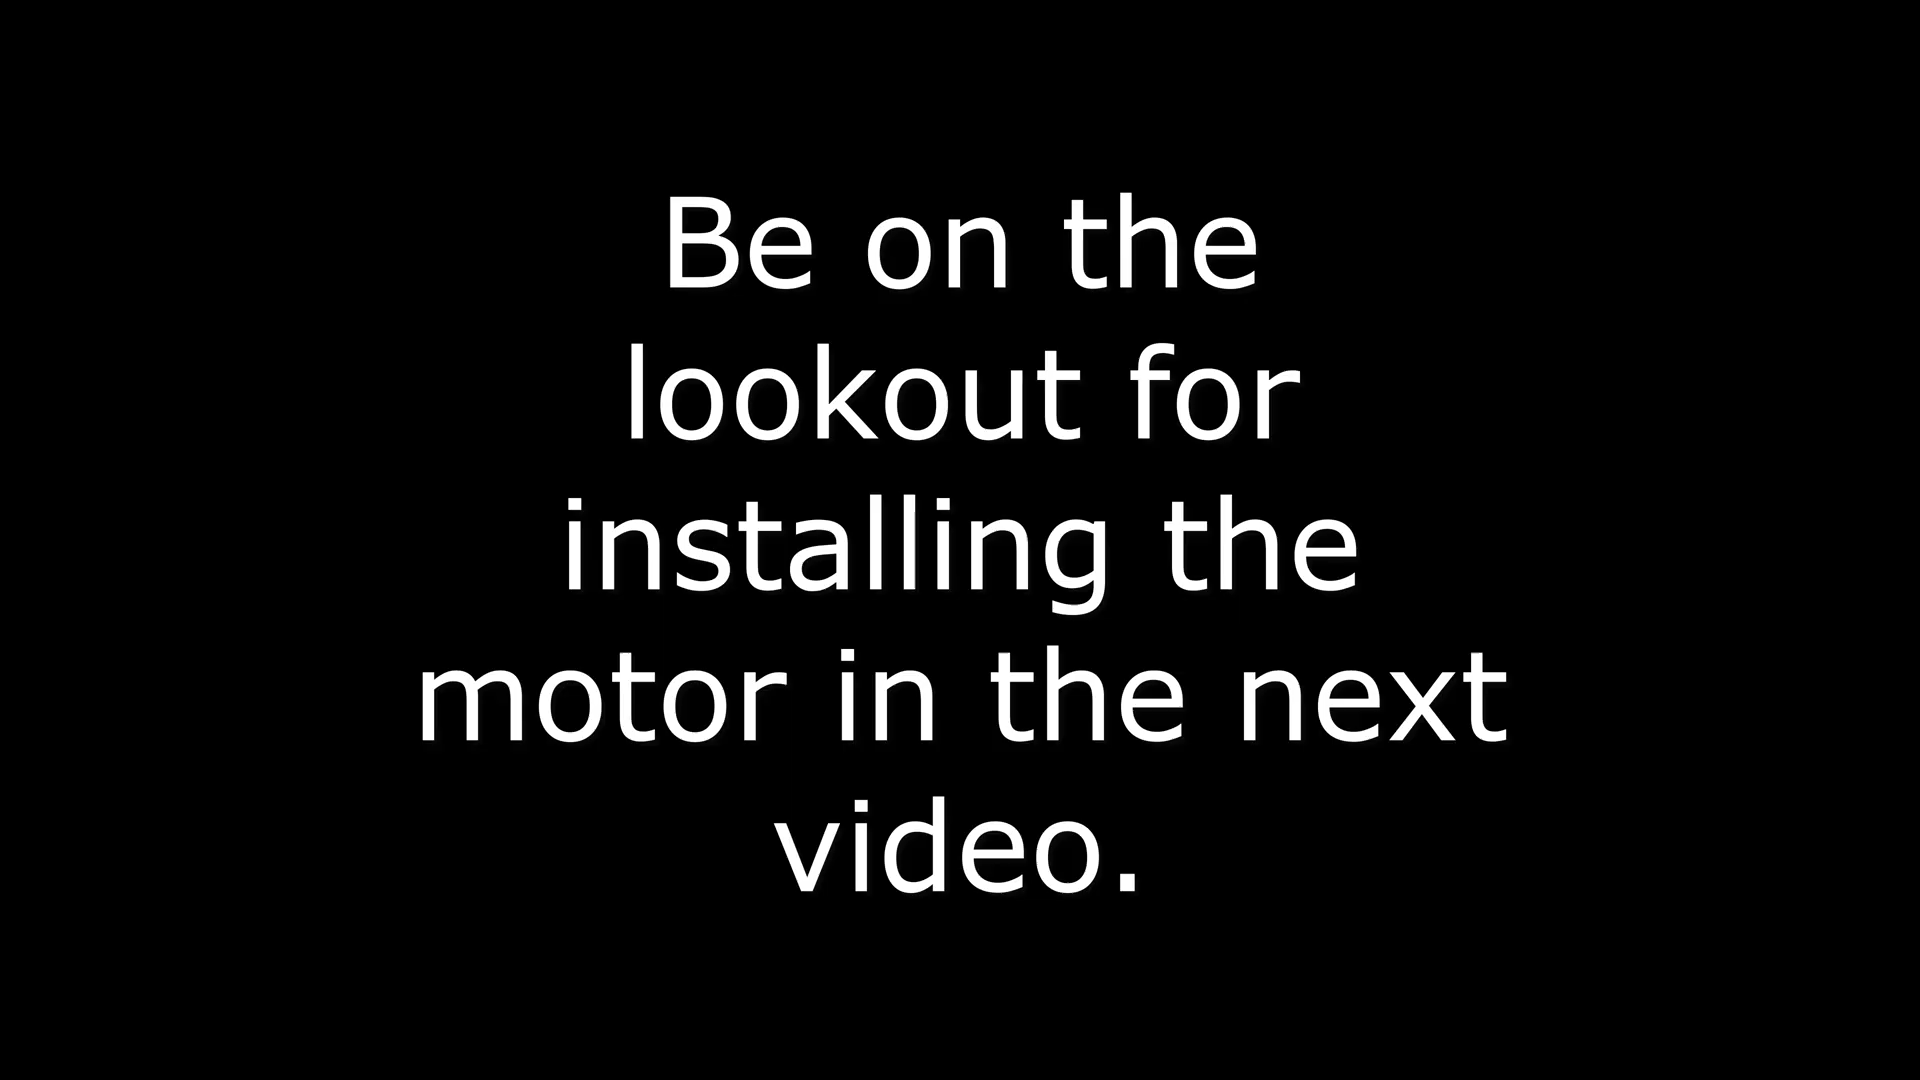 Be on the
lookout for
installing the
motor in the next
video.